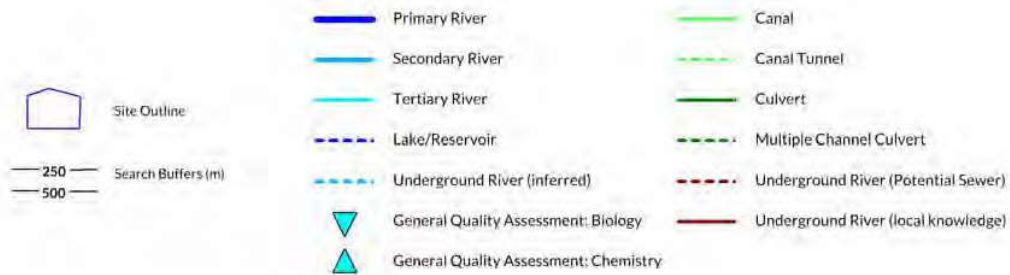 Site Outline
250
Search Buffers (m)
500
Primary River
Secondary River
Tertiary River
Lake/Reservoir
Underground River (inferred)
General Quality Assessment: Biology
General Quality Assessment: Chemistry
Canal
Canal Tunnel
Culvert
Multiple Channel Culvert
Underground River (Potential Sewer)
Underground River (local knowledge)